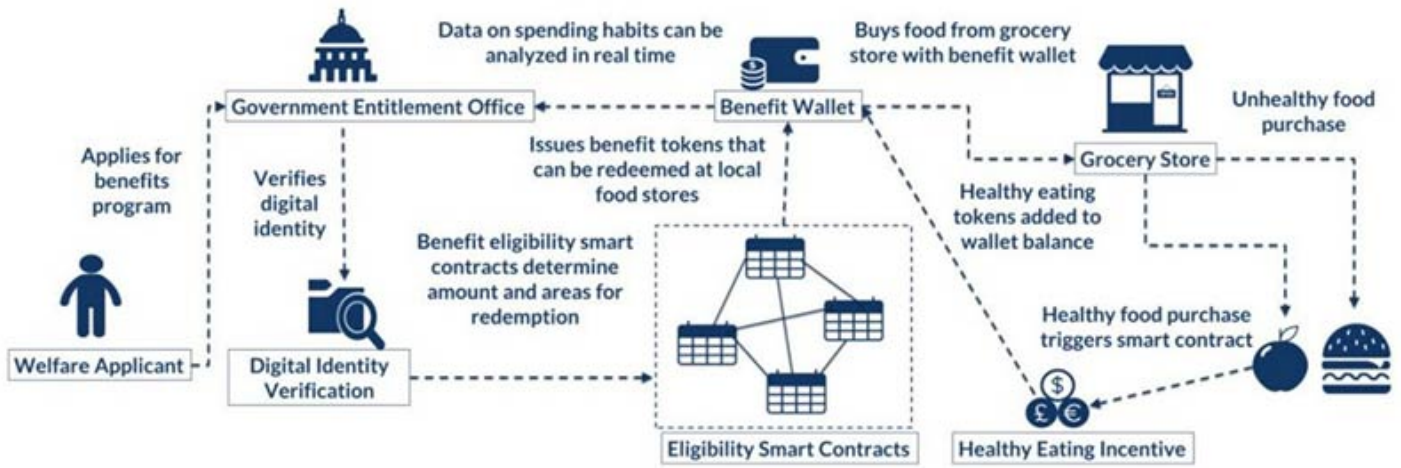 Data on spending habits can be
analyzed in real time
Buys food from grocery
store with benefit wallet
Government Entitlement Office
Benefit Wallet
Unhealthy food
purchase
Grocery Store
Applies for
benefits
program
Verifies
digital
identity
Issues benefit tokens that
can be redeemed at local
food stores
Healthy eating
tokens added to
wallet balance
Benefit eligibility smart
contracts determine
amount and areas for
redemption
Healthy food purchase
triggers smart contract
Welfare Applicant
Digital Identity
Verification
$
£
€
Eligibility Smart Contracts
Healthy Eating Incentive